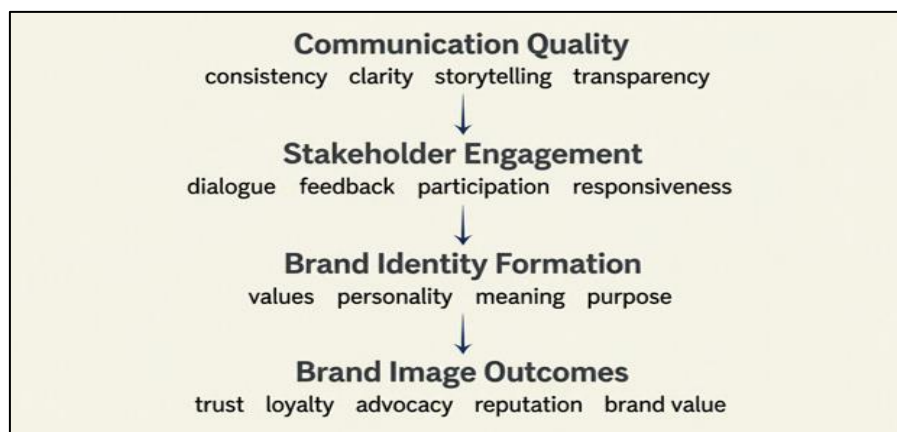 Communication Quality
consistency clarity storytelling transparency
Stakeholder Engagement
dialogue feedback participation responsiveness
Brand Identity Formation
values personality meaning purpose
Brand Image Outcomes
trust loyalty advocacy reputation brand value